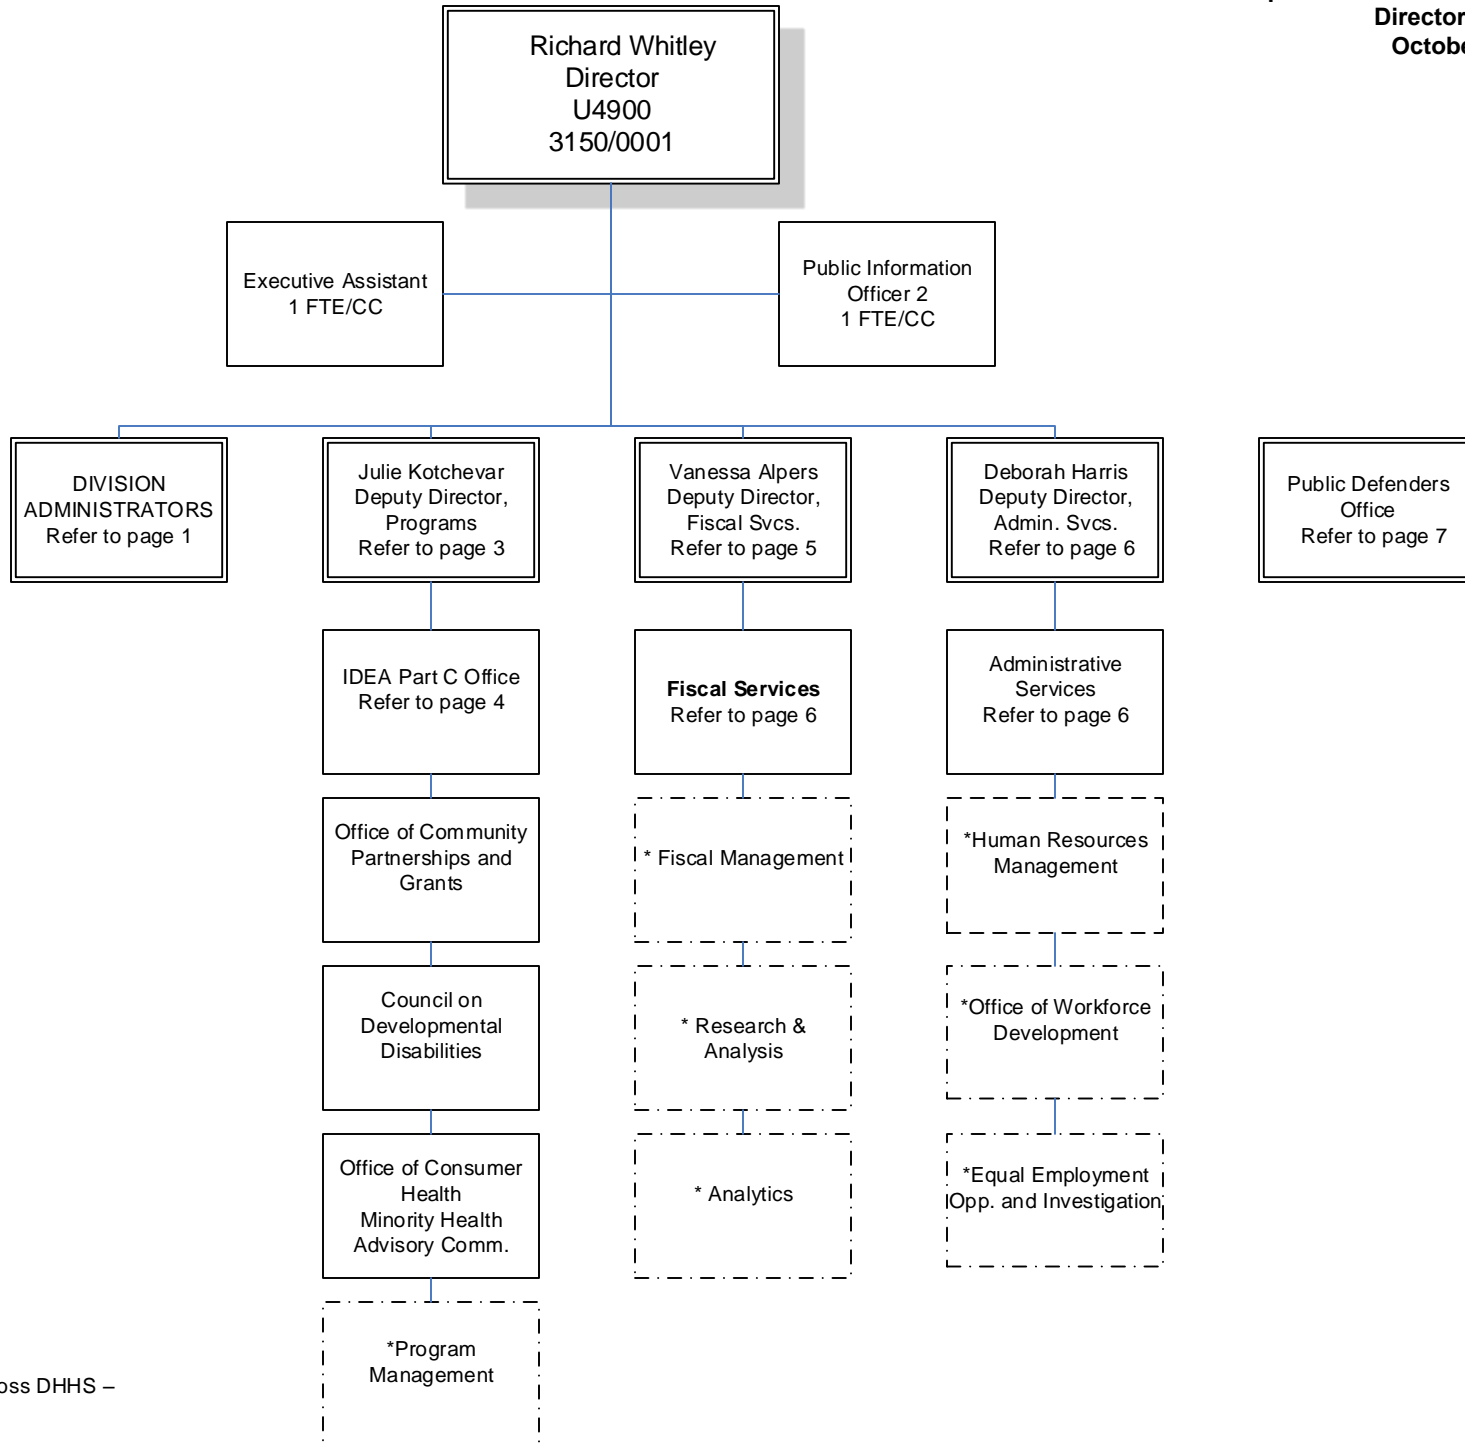 Director
Richard Whitley
Director
U4900
3150/0001
Executive Assistant
1 FTE/CC
Public Information
Officer 2
1 FTE/CC
DIVISION
ADMINISTRATORS
Refer to page 1
Julie Kotchevar
Deputy Director,
Programs
Refer to page 3
Vanessa Alpers
Deputy Director,
Fiscal Svcs.
Refer to page 5
Deborah Harris
Deputy Director,
Admin. Svcs.
Refer to page 6
Public Defenders
Office
Refer to page 7
IDEA Part C Office
Refer to page 4
Fiscal Services
Refer to page 6
Administrative
Services
Refer to page 6
Office of Community
Partnerships and
Grants
* Fiscal Management
*Human Resources
Management
Council on
Developmental
Disabilities
* Research &
Analysis
*Office of Workforce
Development
Office of Consumer
Health
Minority Health
Advisory Comm.
* Analytics
*Equal Employment
Opp. and Investigation
*Program
Management
DHHS –